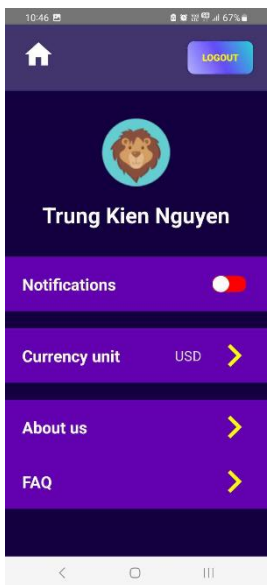 10:46 67%
LOGOUT
Trung Kien Nguyen
Notifications
Currency unit USD
About us
FAQ